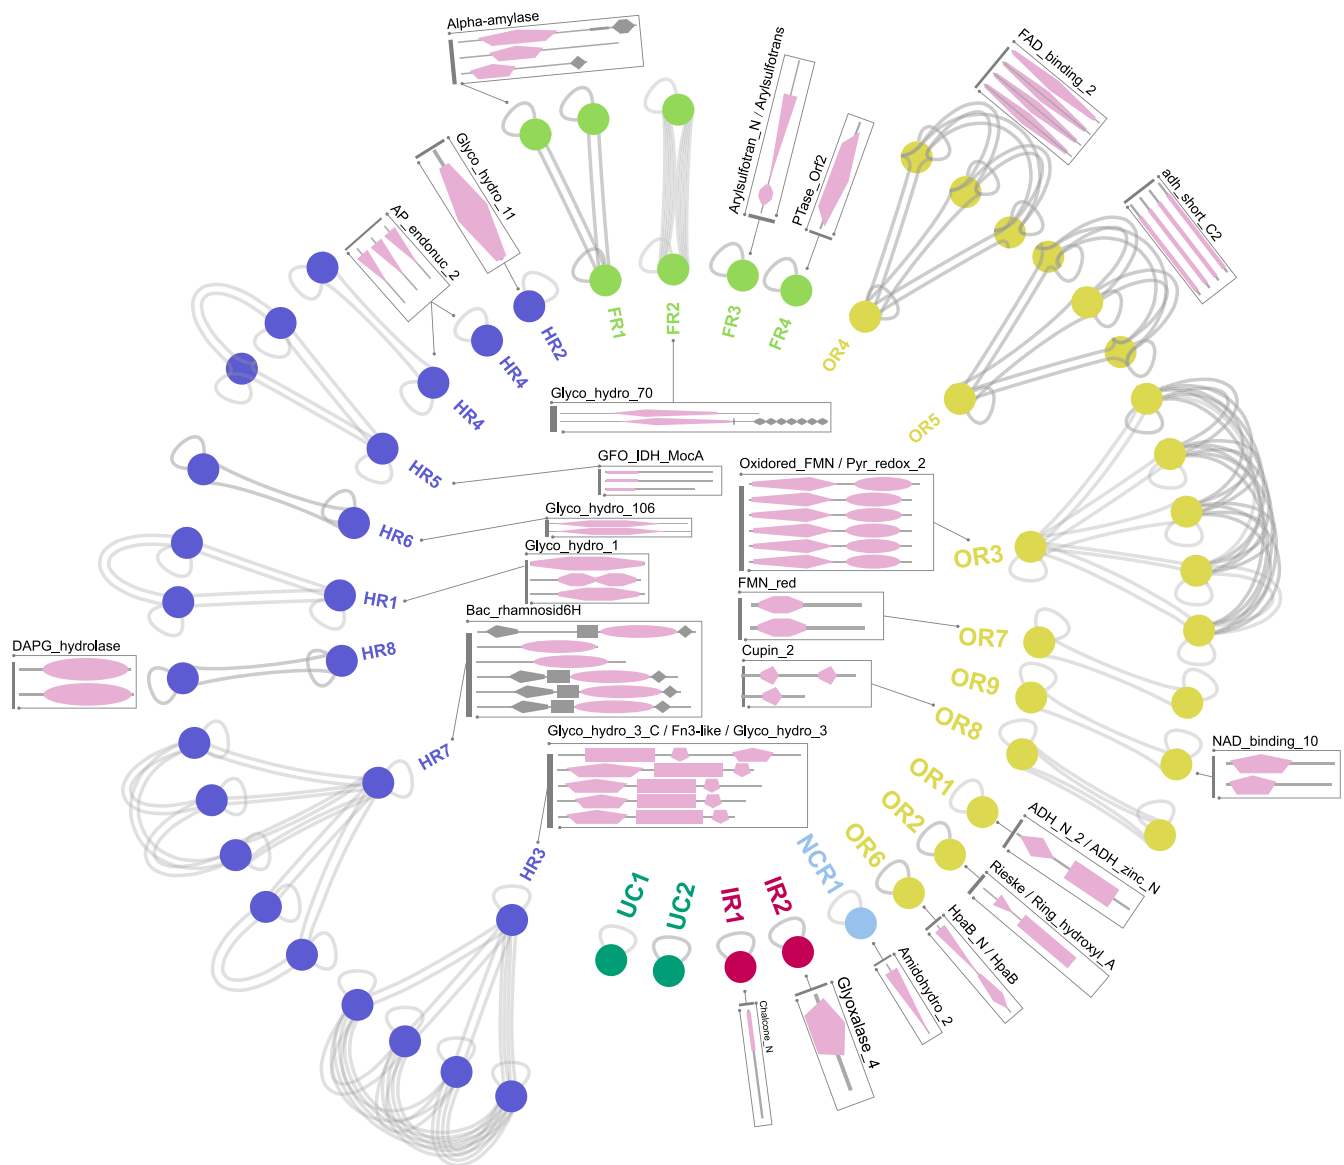 Alpha-amylase
FAD_binding_2
Arylsulfotran_N / Arylsulfotrans
PTase_Orf2
Glyco_hydro_11
AP_endonuc_2
adh_short_C2
HR2
FR1
FR2
FR3
FR4
OR4
HR4
HR4
OR5
Glyco_hydro_70
HR5
GFO_IDH_MocA
Oxidored_FMN / Pyr_redox_2
HR6
Glyco_hydro_106
OR3
Glyco_hydro_1
HR1
FMN_red
OR7
Bac_rhamnosid6H
DAPG_hydrolase
HR8
Cupin_2
OR9
OR8
HR7
Glyco_hydro_3_C / Fn3-like / Glyco_hydro_3
NAD_binding_10
OR1
ADH_N_2 / ADH_zinc_N
OR2
Rieske / Ring_hydroxyl_A
HR3
NCR1
OR6
HpaB_N / HpaB
UC1
UC2
IR1
IR2
Amidohydro_2
Glyoxalase_4
Chalcone_N